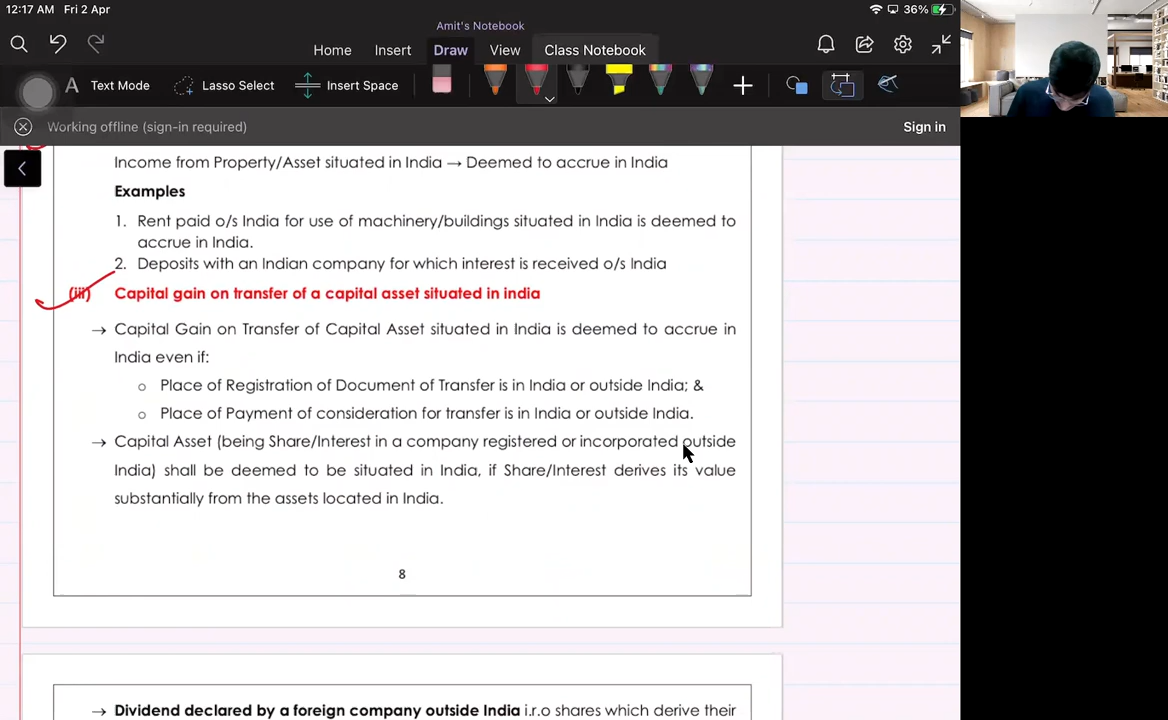 12:17 AM Fri 2 Apr
36%
Amit's Notebook
Home Insert Draw View Class Notebook
A Text Mode Lasso Select Insert Space
Working offline (sign-in required) Sign in
Income from Property/Asset situated in India → Deemed to accrue in India
Examples
1. Rent paid o/s India for use of machinery/buildings situated in India is deemed to
accrue in India.
2. Deposits with an Indian company for which interest is received o/s India
(iii) Capital gain on transfer of a capital asset situated in india
→ Capital Gain on Transfer of Capital Asset situated in India is deemed to accrue in
India even if:
o Place of Registration of Document of Transfer is in India or outside India; &
o Place of Payment of consideration for transfer is in India or outside India.
→ Capital Asset (being Share/Interest in a company registered or incorporated outside
India) shall be deemed to be situated in India, if Share/Interest derives its value
substantially from the assets located in India.
8
→ Dividend declared by a foreign company outside India i.r.o shares which derive their